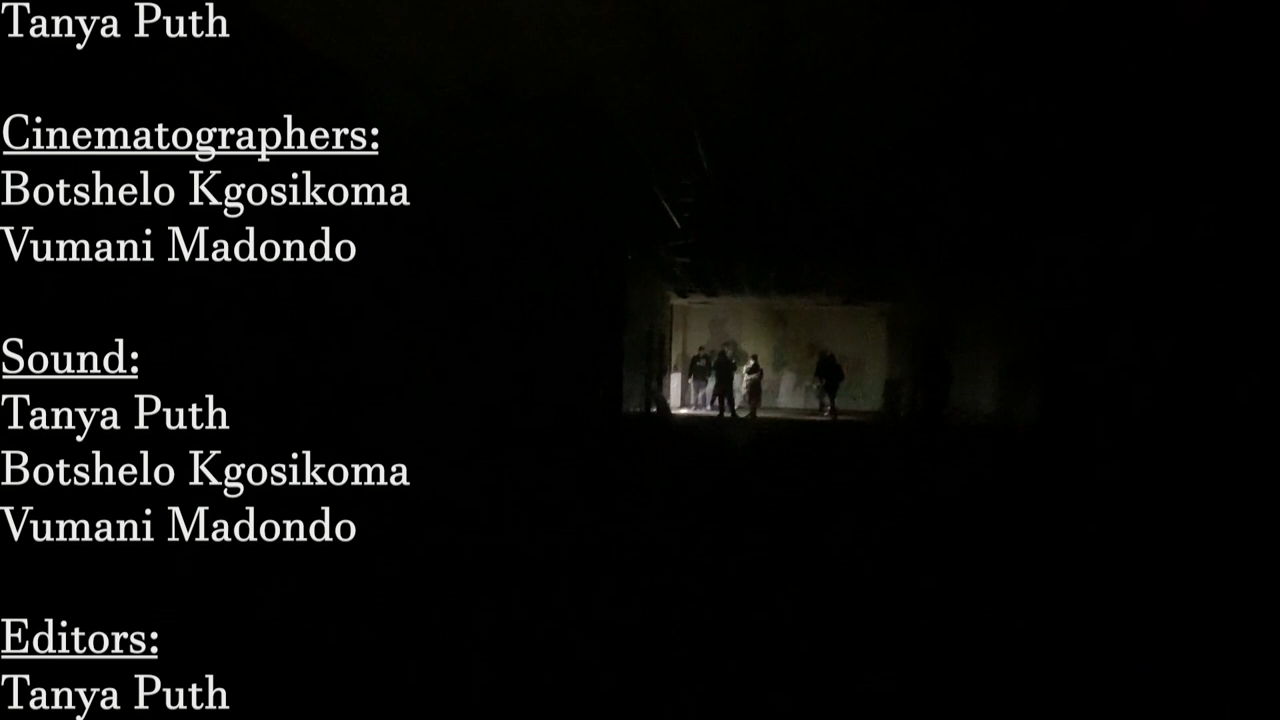 Tanya Puth
Cinematographers:
Botshelo Kgosikoma
Vumani Madondo
Sound:
Tanya Puth
Botshelo Kgosikoma
Vumani Madondo
Editors:
Tanya Puth